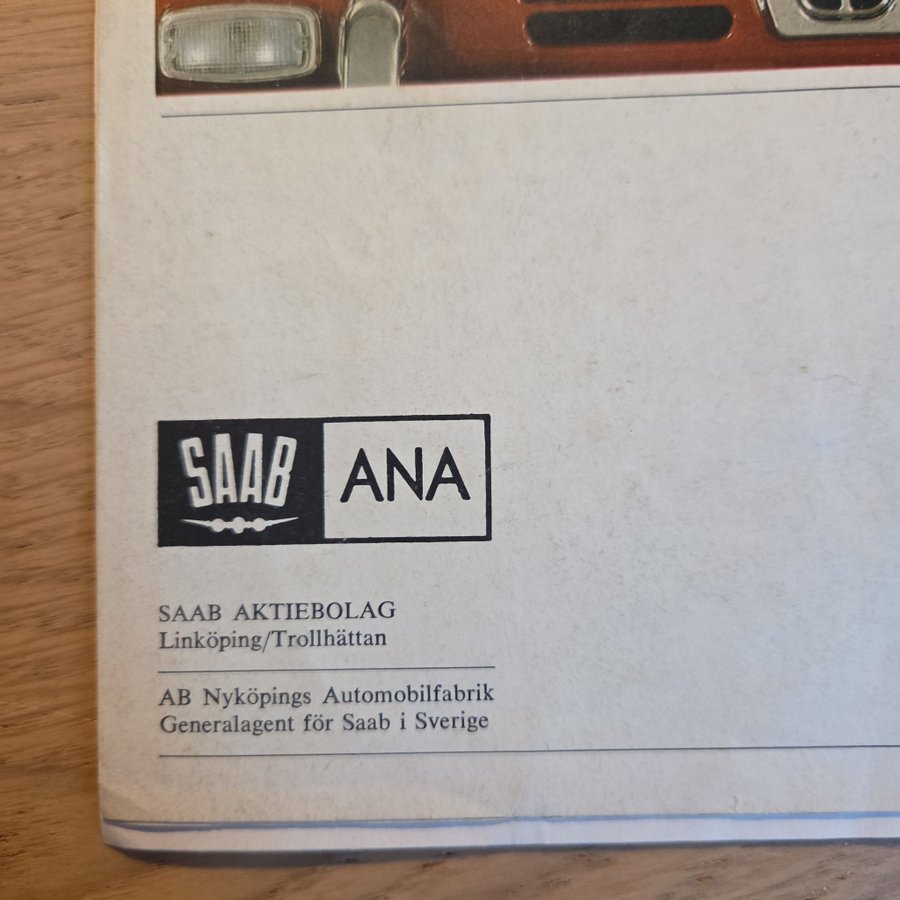 SAAB
ANA
SAAB AKTIEBOLAG
Linköping/Trollhättan
AB Nyköpings Automobilfabrik
Generalagent för Saab i Sverige